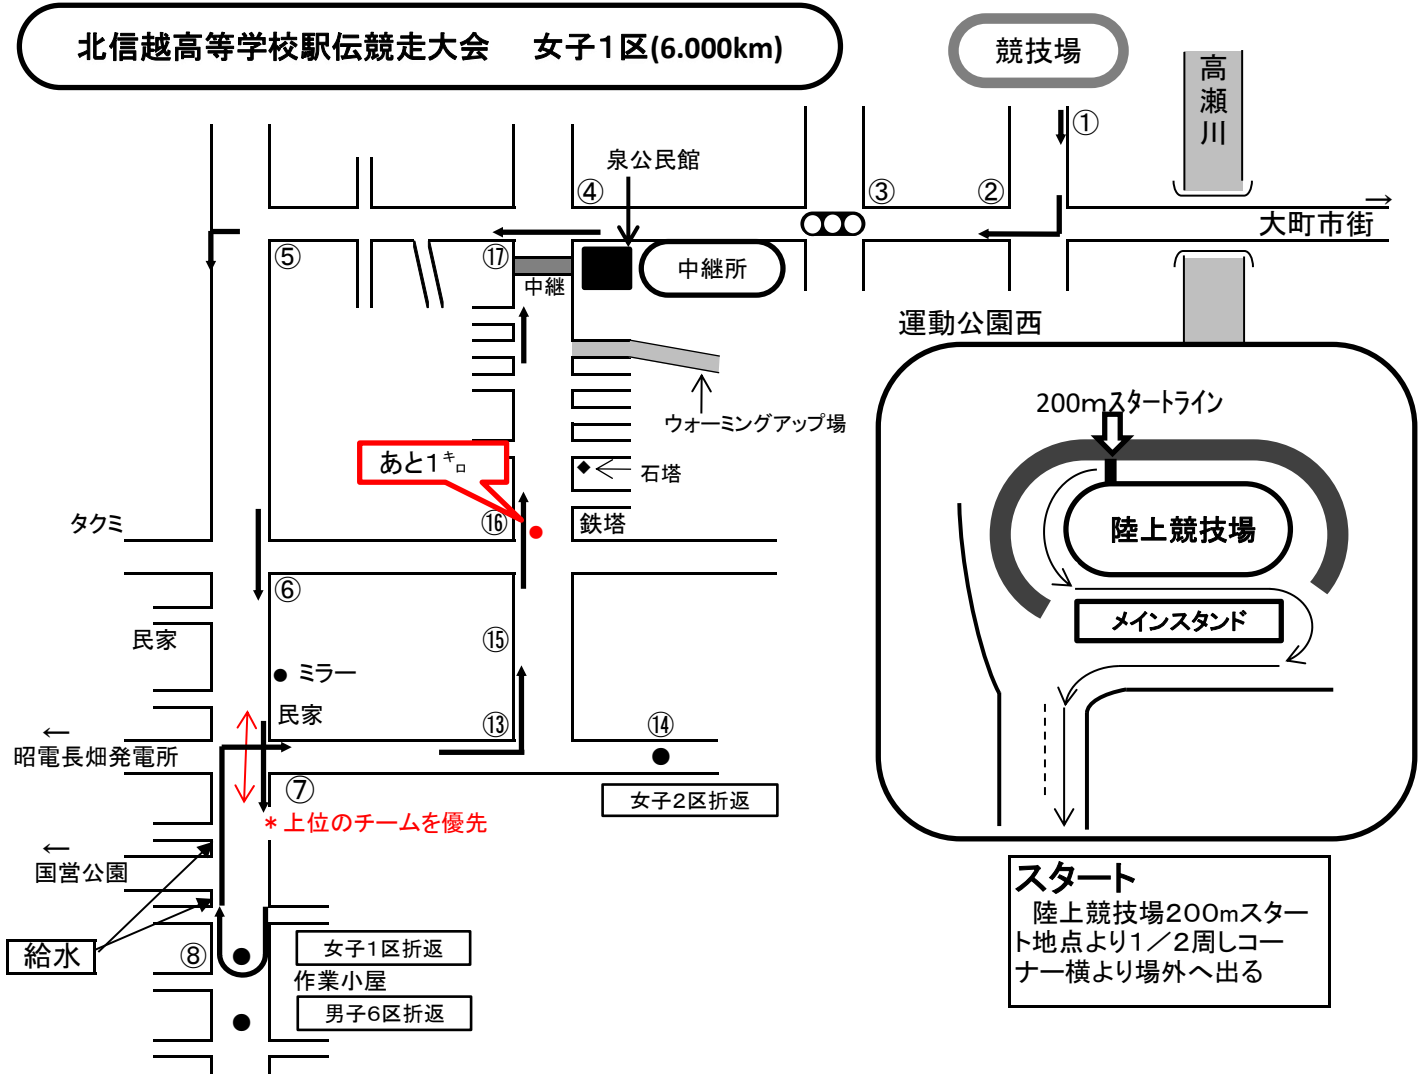 北信越高等学校駅伝競走大会　女子１区(6.000km)
競技場
高瀬川
①
泉公民館
④
③
②
→
大町市街
⑤
⑰
中継
中継所
運動公園西
200mスタートライン
ウォーミングアップ場
あと1㌔
石塔
タクミ
⑯
鉄塔
陸上競技場
⑥
メインスタンド
民家
⑮
ミラー
民家
⑬
⑭
←
昭電長畑発電所
⑦
女子２区折返
＊上位のチームを優先
←
国営公園
スタート
陸上競技場200mスター
ト地点より１／２周しコー
ナー横より場外へ出る
給水
⑧
女子１区折返
作業小屋
男子６区折返